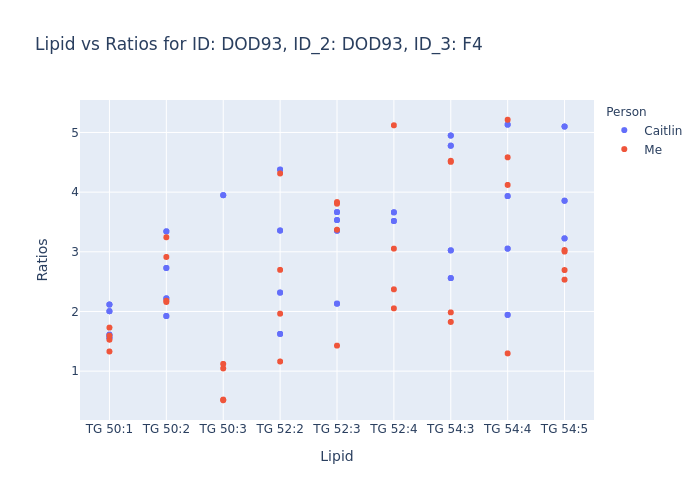 Lipid vs Ratios for ID: DOD93, ID_2: DOD93, ID_3: F4
Person
Caitlin
Me
5
4
3
2
1
Ratios
TG 50:1 TG 50:2 TG 50:3 TG 52:2 TG 52:3 TG 52:4 TG 54:3 TG 54:4 TG 54:5
Lipid